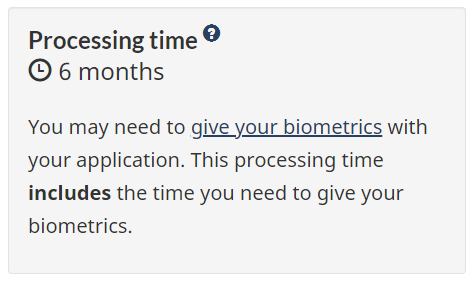 Processing time ?
6 months
You may need to give your biometrics with
your application. This processing time
includes the time you need to give your
biometrics.